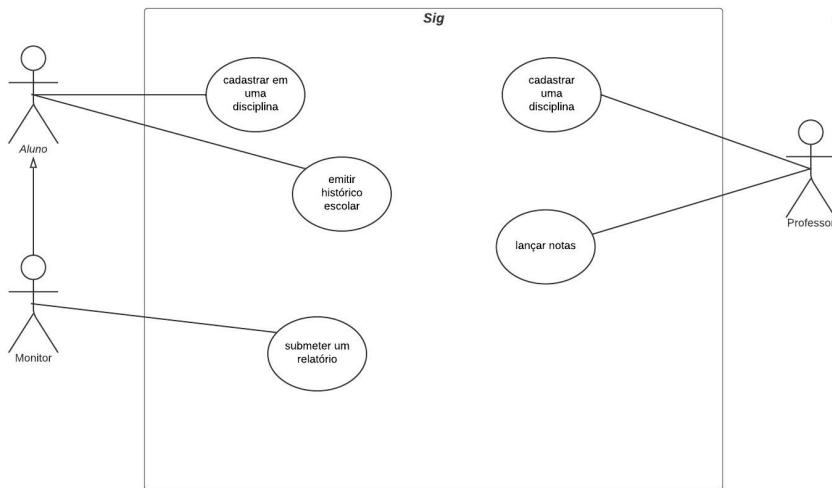 Sig
cadastrar em
uma
disciplina
cadastrar
uma
disciplina
Aluno
emitir
histórico
escolar
Professor
lançar notas
Monitor
submeter um
relatório